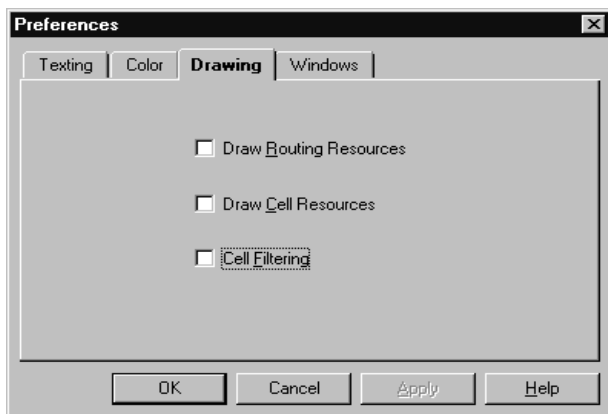 Preferences
Texting Color Drawing Windows
Draw Routing Resources
Draw Cell Resources
Cell Filtering
OK Cancel Apply Help